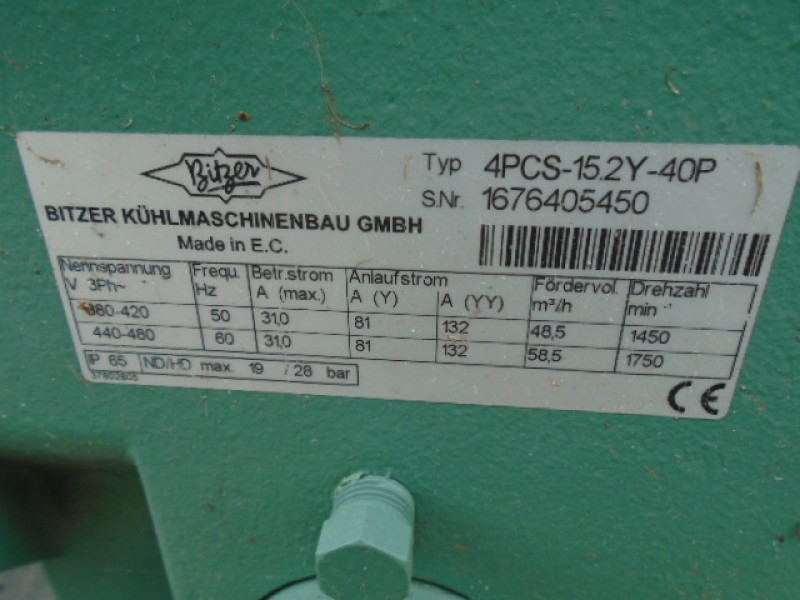 Bitzer
BITZER KÜHLMASCHINENBAU GMBH
Made in E.C.
Typ 4PCS-15.2Y-40P
S.Nr. 1676405450
Nennspannung Frequ. Betr.strom Anlaufstrom Fördervol. Drehzahl
V 3Ph~ Hz A (max.) A (Y) A (YY) m³/h min
380-420 50 31,0 81 132 48,5 1450
440-480 60 31,0 81 132 58,5 1750
IP 65 ND/HD max. 19 / 28 bar
CE